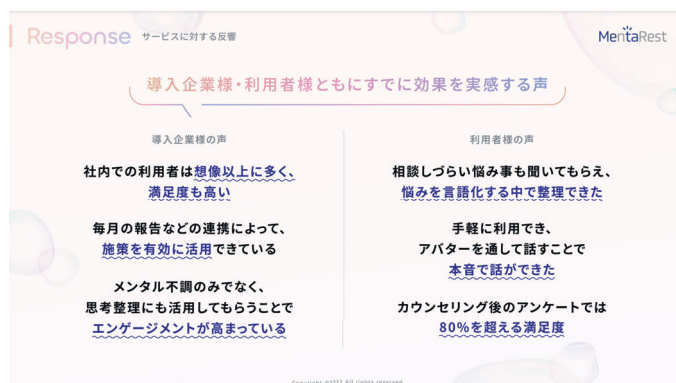 Response サービスに対する反響
MentaRest
導入企業様・利用者様ともにすでに効果を実感する声
導入企業様の声
社内での利用者は想像以上に多く、
満足度も高い
毎月の報告などの連携によって、
施策を有効に活用できている
メンタル不調のみでなく、
思考整理にも活用してもらうことで
エンゲージメントが高まっている
利用者様の声
相談しづらい悩み事も聞いてもらえ、
悩みを言語化する中で整理できた
手軽に利用でき、
アバターを通して話すことで
本音で話ができた
カウンセリング後のアンケートでは
80%を超える満足度
All rights reserved